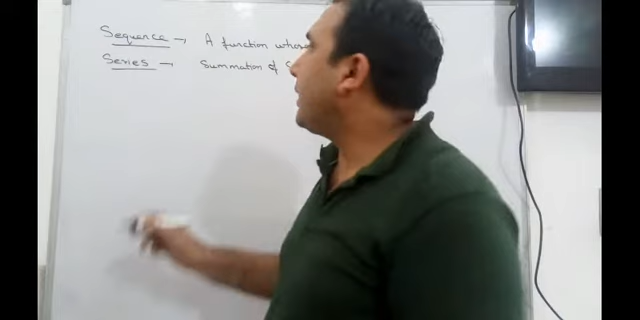 Sequence → A function whose
Series → Summation of S